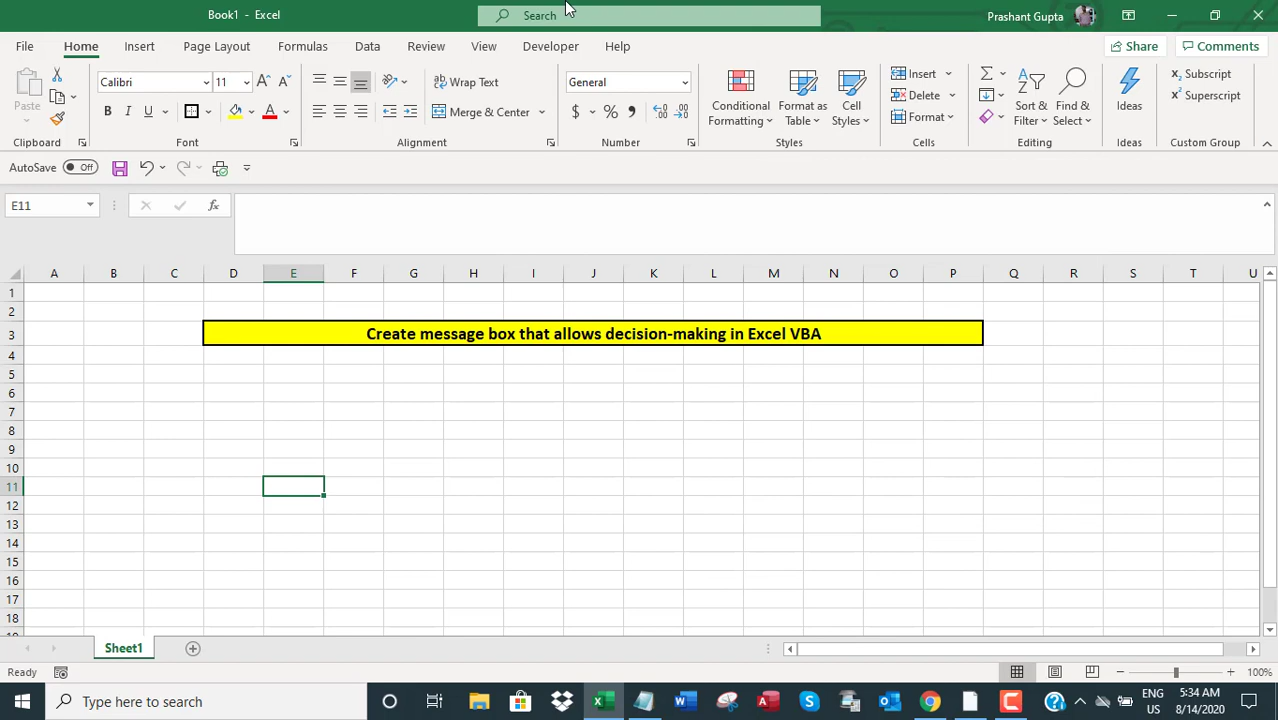 Book1 - Excel
Search
Prashant Gupta
File Home Insert Page Layout Formulas Data Review View Developer Help
Share Comments
Paste
Calibri 11
B I U
Wrap Text
Merge & Center
General
$ % ,
Conditional Formatting
Format as Table
Cell Styles
Insert
Delete
Format
Sort & Filter
Find & Select
Ideas
Subscript
Superscript
Clipboard Font Alignment Number Styles Cells Editing Ideas Custom Group
AutoSave Off
E11 fx
A B C D E F G H I J K L M N O P Q R S T U
1
2
3 Create message box that allows decision-making in Excel VBA
4
5
6
7
8
9
10
11
12
13
14
15
16
17
18
Sheet1
Ready 100%
Type here to search
ENG US
5:34 AM
8/14/2020